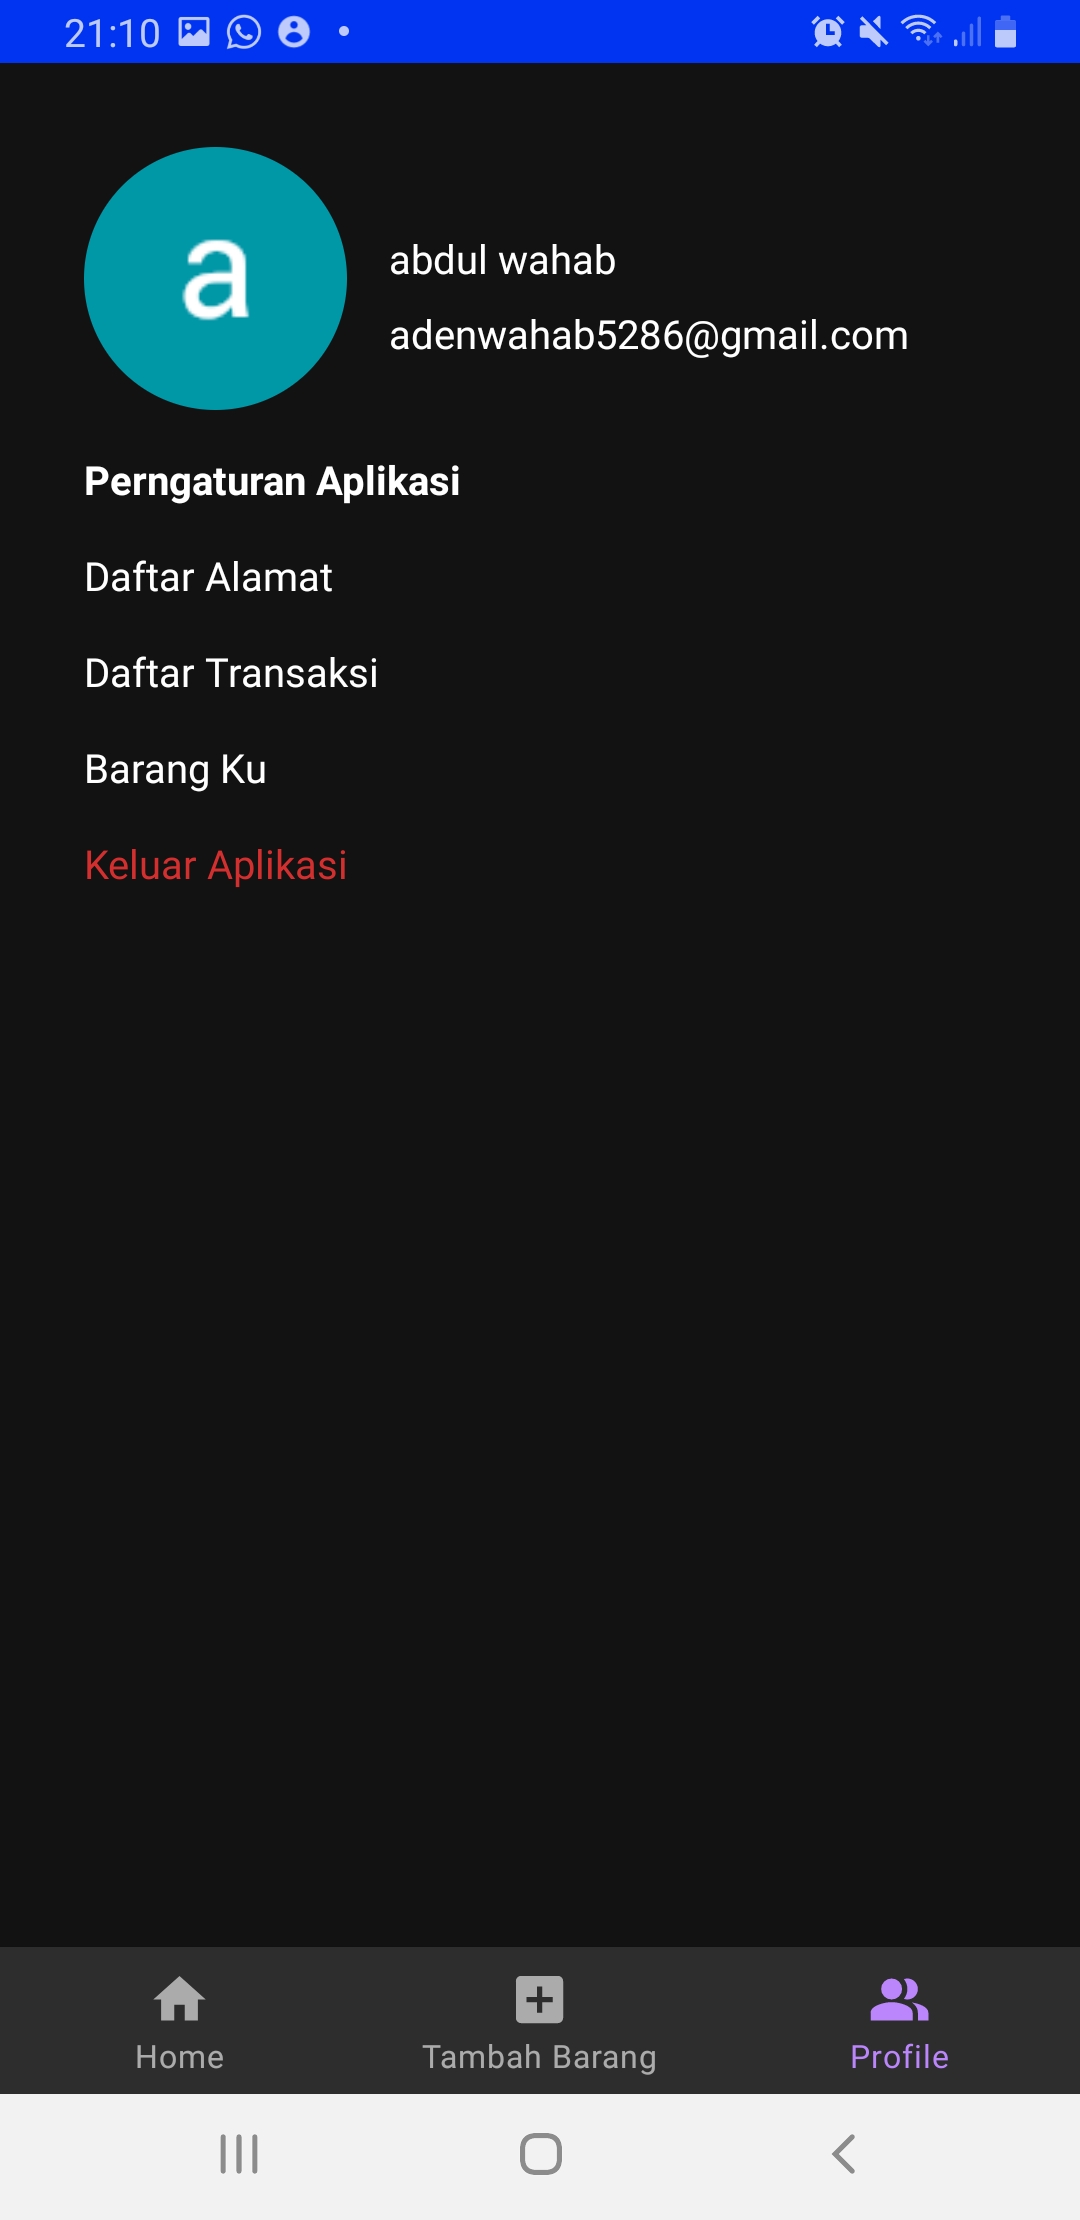 21:10
a
abdul wahab
adenwahab5286@gmail.com
Perngaturan Aplikasi
Daftar Alamat
Daftar Transaksi
Barang Ku
Keluar Aplikasi
Home
Tambah Barang
Profile